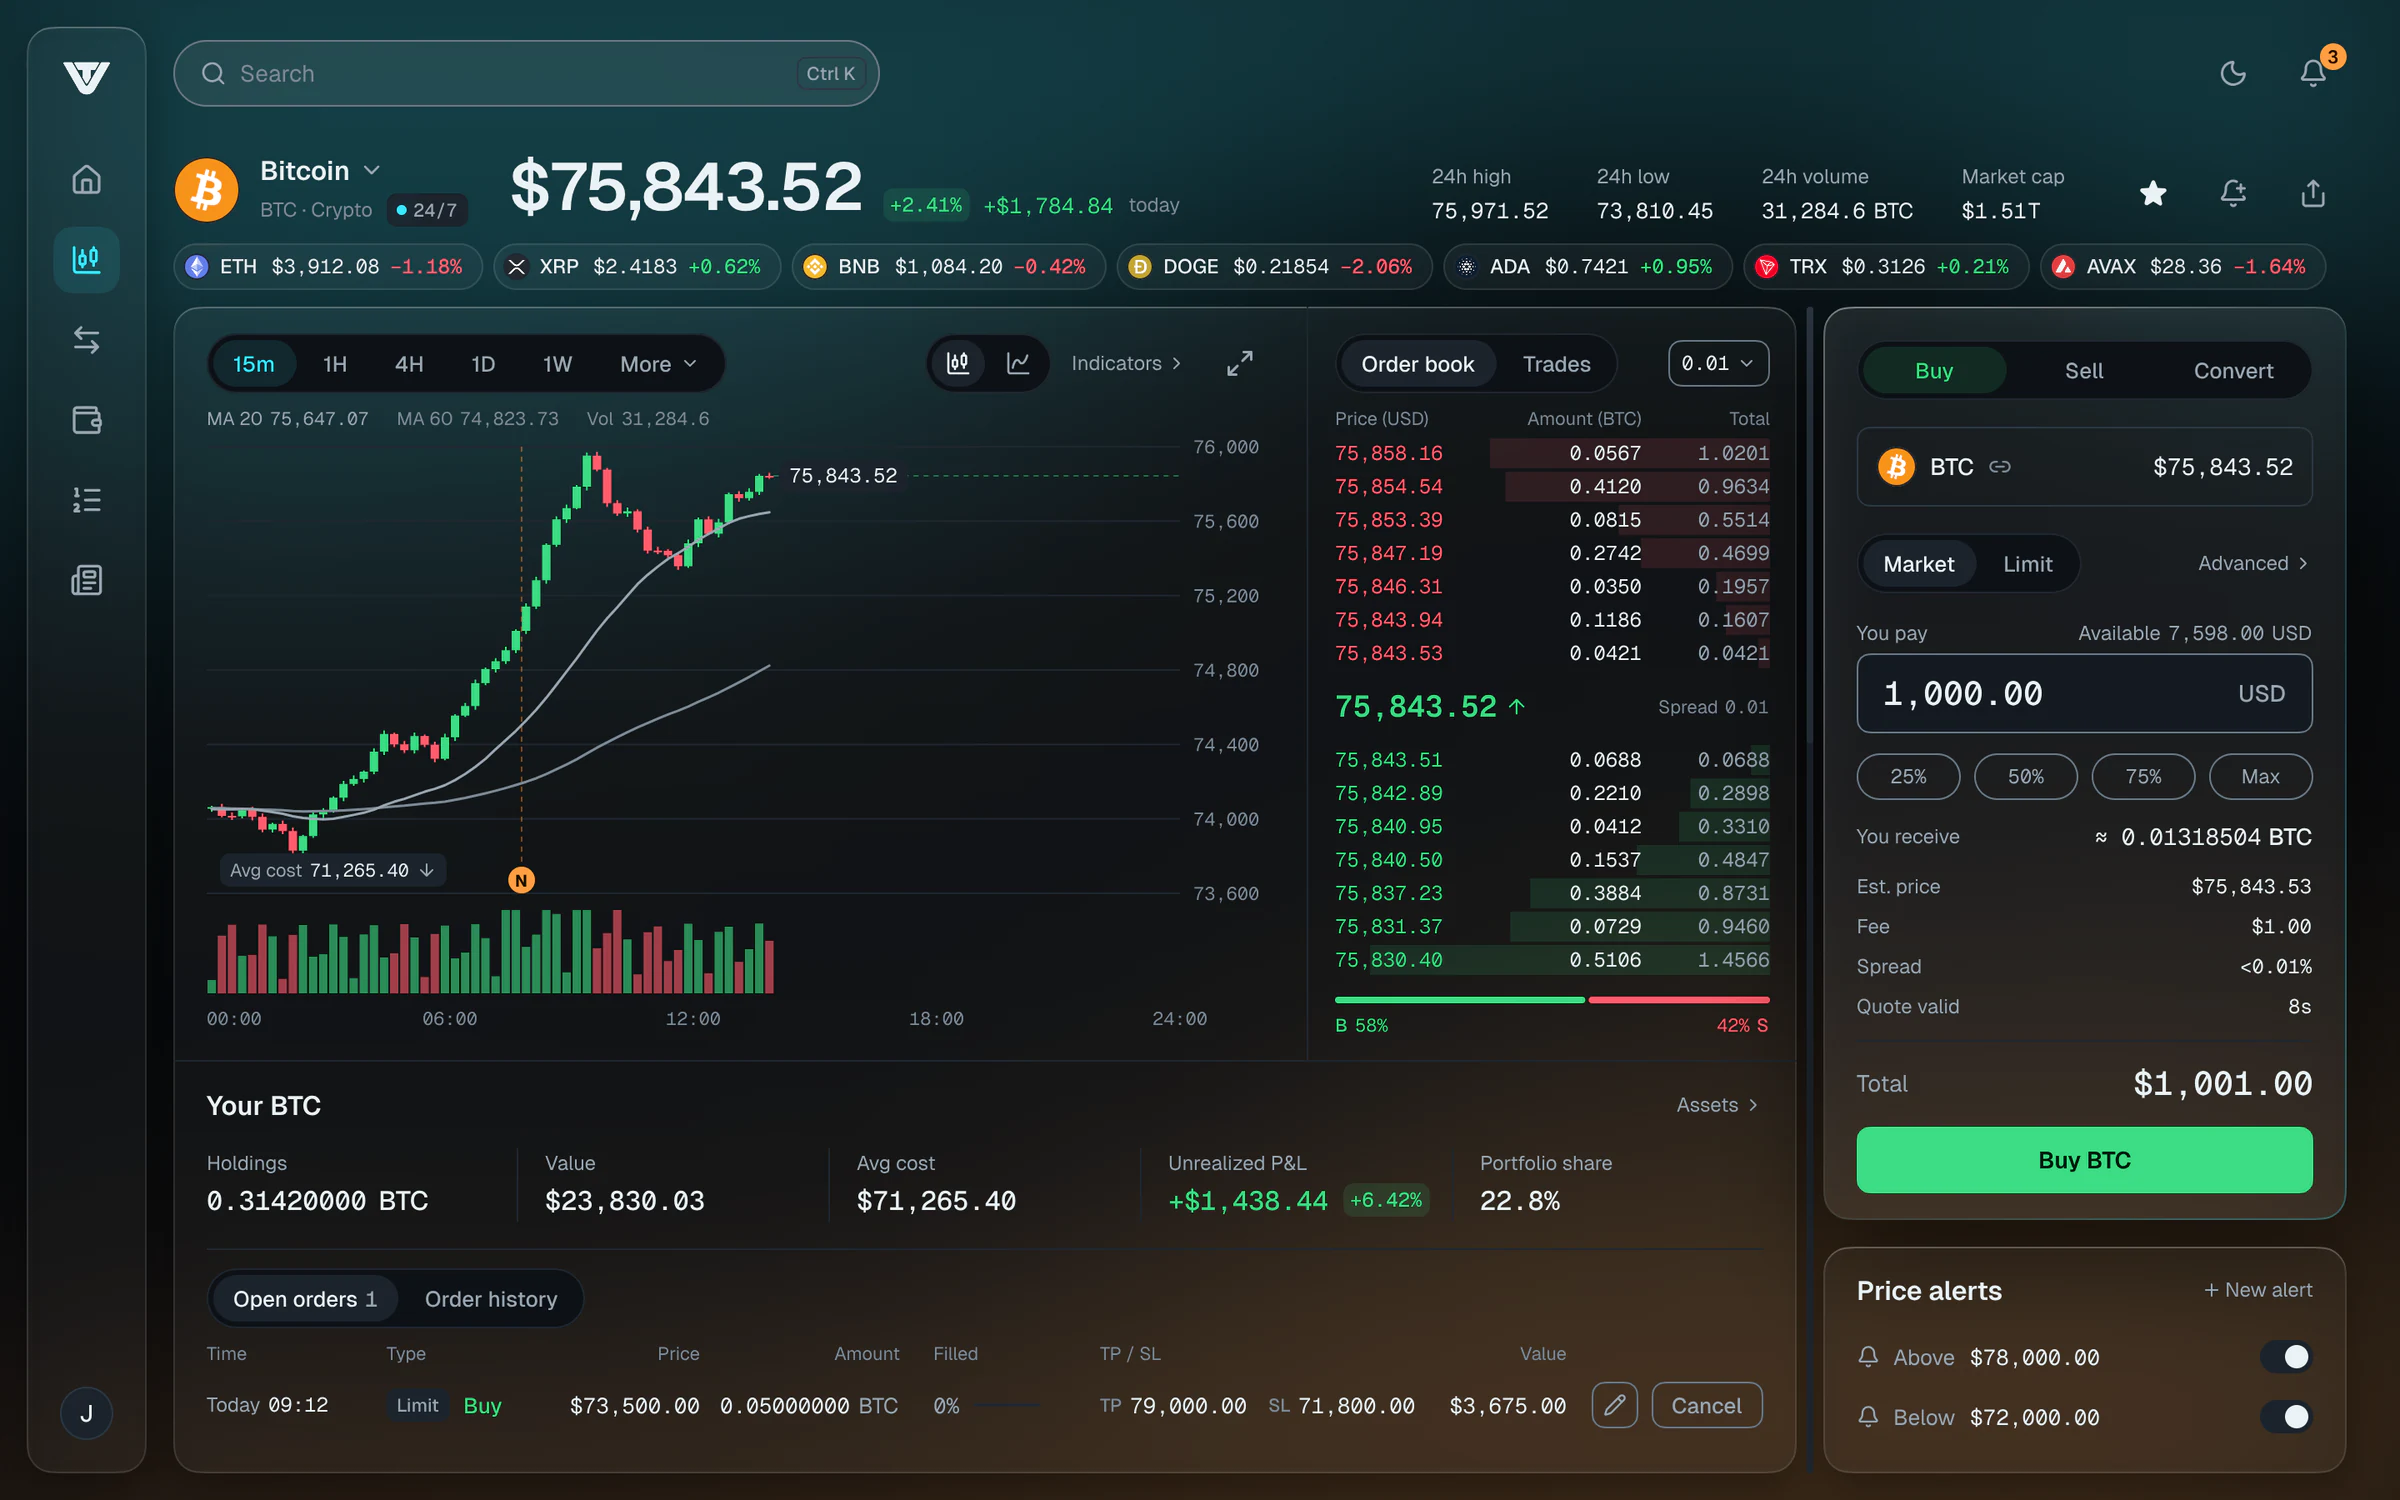 Search
Ctrl K
3
Bitcoin
BTC · Crypto
24/7
$75,843.52
+2.41%
+$1,784.84 today
24h high
75,971.52
24h low
73,810.45
24h volume
31,284.6 BTC
Market cap
$1.51T
ETH $3,912.08 −1.18%
XRP $2.4183 +0.62%
BNB $1,084.20 −0.42%
DOGE $0.21854 −2.06%
ADA $0.7421 +0.95%
TRX $0.3126 +0.21%
AVAX $28.36 −1.64%
15m 1H 4H 1D 1W More
Indicators
MA 20 75,647.07 MA 60 74,823.73 Vol 31,284.6
76,000
75,843.52
75,600
75,200
74,800
74,400
74,000
73,600
Avg cost 71,265.40
N
00:00 06:00 12:00 18:00 24:00
Order book Trades
0.01
Price (USD) Amount (BTC) Total
75,858.16 0.0567 1.0201
75,854.54 0.4120 0.9634
75,853.39 0.0815 0.5514
75,847.19 0.2742 0.4699
75,846.31 0.0350 0.1957
75,843.94 0.1186 0.1607
75,843.53 0.0421 0.0421
75,843.52 Spread 0.01
75,843.51 0.0688 0.0688
75,842.89 0.2210 0.2898
75,840.95 0.0412 0.3310
75,840.50 0.1537 0.4847
75,837.23 0.3884 0.8731
75,831.37 0.0729 0.9460
75,830.40 0.5106 1.4566
B 58% 42% S
Buy Sell Convert
BTC $75,843.52
Market Limit
Advanced
You pay Available 7,598.00 USD
1,000.00 USD
25% 50% 75% Max
You receive ≈ 0.01318504 BTC
Est. price $75,843.53
Fee $1.00
Spread <0.01%
Quote valid 8s
Total $1,001.00
Buy BTC
Your BTC
Assets
Holdings
0.31420000 BTC
Value
$23,830.03
Avg cost
$71,265.40
Unrealized P&L
+$1,438.44 +6.42%
Portfolio share
22.8%
Open orders 1 Order history
Time Type Price Amount Filled TP / SL Value
Today 09:12 Limit Buy $73,500.00 0.05000000 BTC 0% TP 79,000.00 SL 71,800.00 $3,675.00 Cancel
Price alerts
+ New alert
Above $78,000.00
Below $72,000.00
J